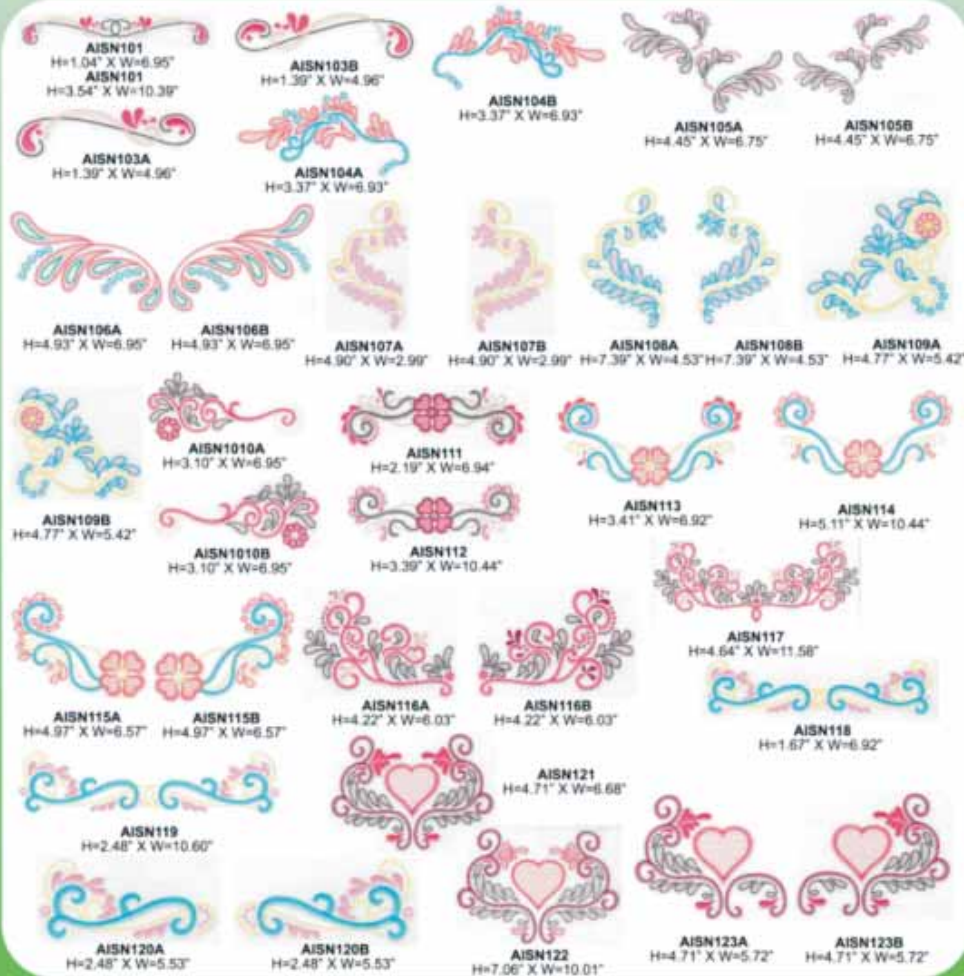 AISN101
H=1.04" X W=6.95"
AISN101
H=3.54" X W=10.39"
AISN103B
H=1.39" X W=4.96"
AISN104B
H=3.37" X W=6.93"
AISN105A
H=4.45" X W=6.75"
AISN105B
H=4.45" X W=6.75"
AISN103A
H=1.39" X W=4.96"
AISN104A
H=3.37" X W=6.93"
AISN106A
H=4.93" X W=6.95"
AISN106B
H=4.93" X W=6.95"
AISN107A
H=4.90" X W=2.99"
AISN107B
H=4.90" X W=2.99"
AISN108A
H=7.39" X W=4.53"
AISN108B
H=7.39" X W=4.53"
AISN109A
H=4.77" X W=5.42"
AISN109B
H=4.77" X W=5.42"
AISN1010A
H=3.10" X W=6.95"
AISN1010B
H=3.10" X W=6.95"
AISN111
H=2.19" X W=6.94"
AISN112
H=3.39" X W=10.44"
AISN113
H=3.41" X W=6.92"
AISN114
H=5.11" X W=10.44"
AISN115A
H=4.97" X W=6.57"
AISN115B
H=4.97" X W=6.57"
AISN116A
H=4.22" X W=6.03"
AISN116B
H=4.22" X W=6.03"
AISN117
H=4.64" X W=11.58"
AISN118
H=1.67" X W=6.92"
AISN119
H=2.48" X W=10.60"
AISN121
H=4.71" X W=6.68"
AISN120A
H=2.48" X W=5.53"
AISN120B
H=2.48" X W=5.53"
AISN122
H=7.06" X W=10.01"
AISN123A
H=4.71" X W=5.72"
AISN123B
H=4.71" X W=5.72"